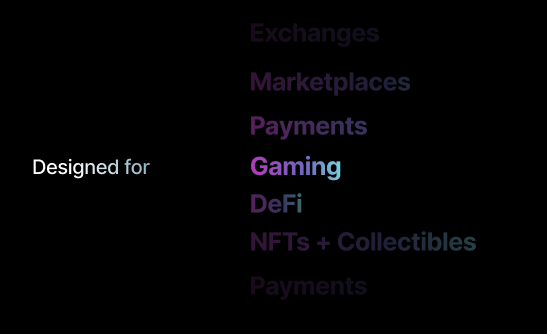 Exchanges
Marketplaces
Payments
Designed for Gaming
DeFi
NFTs + Collectibles
Payments